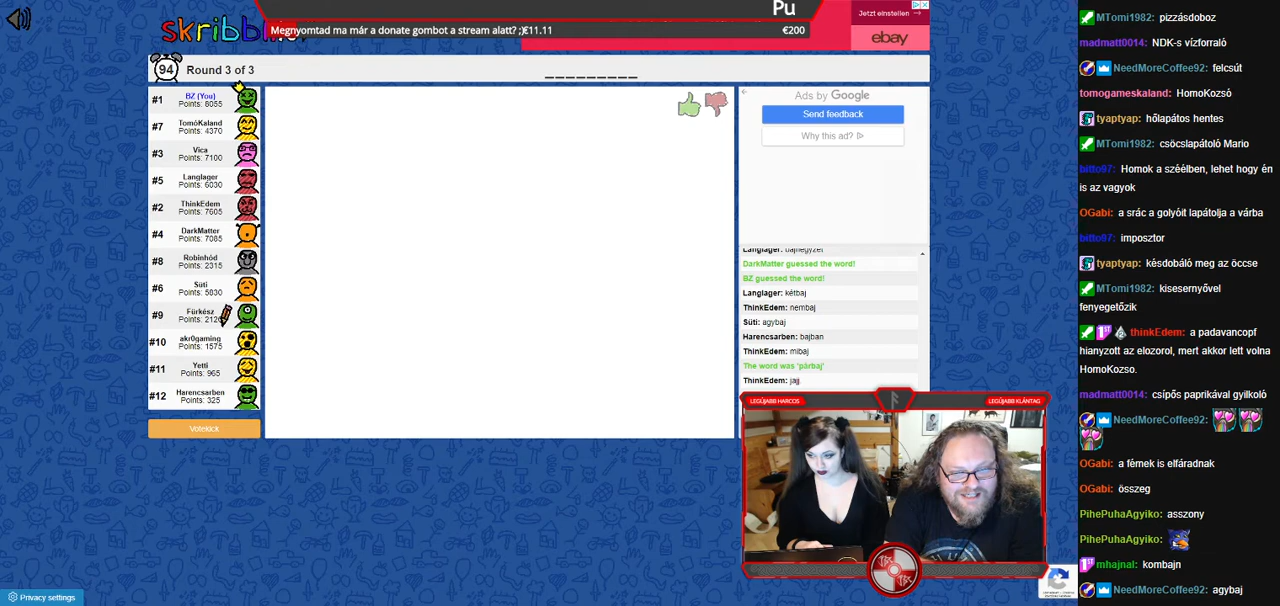 Pu
Megnyomtad ma már a donate gombot a stream alatt? ;)
€11.11
€200
Jetzt einstellen →
ebay
94
Round 3 of 3
_________
#1 BZ (You)
Points: 8055
#7 TomóKaland
Points: 4370
#3 Vica
Points: 7100
#5 Langlager
Points: 6030
#2 ThinkEdem
Points: 7605
#4 DarkMatter
Points: 7085
#8 Robinhód
Points: 2315
#6 Süti
Points: 5830
#9 Fürkész
#10 akr0gaming
Points: 1575
#11 Yetti
Points: 965
#12 Harencsarben
Points: 325
Votekick
Ads by Google
Send feedback
Why this ad?
DarkMatter guessed the word!
BZ guessed the word!
Langlager: kétbaj
ThinkEdem: nembaj
Süti: agybaj
Harencsarben: bajban
ThinkEdem: mibaj
The word was 'párbaj'
ThinkEdem: jajj
LEGÚJABB HARCOS
LEGÚJABB KLÁNTAG
MTomi1982: pizzásdoboz
madmatt0014: NDK-s vízforraló
NeedMoreCoffee92: felcsút
tomogameskaland: HomoKozsó
tyaptyap: hőlapátos hentes
MTomi1982: csöcslapátoló Mario
bitto97: Homok a széélben, lehet hogy én
is az vagyok
OGabi: a srác a golyóit lapátolja a várba
bitto97: imposztor
tyaptyap: késdobáló meg az öccse
MTomi1982: kisesernyővel
fenyegetőzik
thinkEdem: a padavancopf
hianyzott az elozorol, mert akkor lett volna
HomoKozso.
madmatt0014: csípős paprikával gyilkoló
NeedMoreCoffee92:
OGabi: a fémek is elfáradnak
OGabi: összeg
PihePuhaAgyiko: asszony
PihePuhaAgyiko:
mhajnal: kombajn
NeedMoreCoffee92: agybaj
Privacy settings